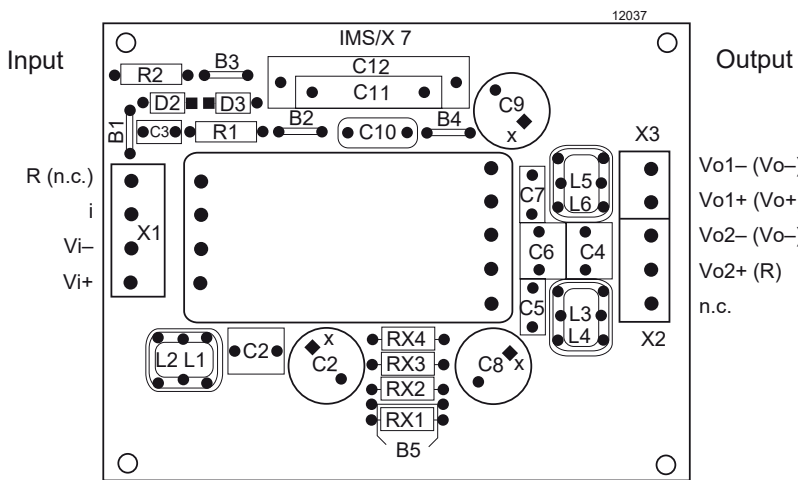 12037
IMS/X 7
Input
Output
R2
B3
C12
C11
C9
x
D2
D3
B1
C3
R1
B2
C10
B4
X3
R (n.c.)
i
Vi–
Vi+
X1
C7
L5
L6
Vo1– (Vo–)
Vo1+ (Vo+
Vo2– (Vo–)
Vo2+ (R)
n.c.
C6
C4
C5
L3
L4
X2
L2 L1
C2
x
C2
RX4
RX3
RX2
RX1
B5
C8
x